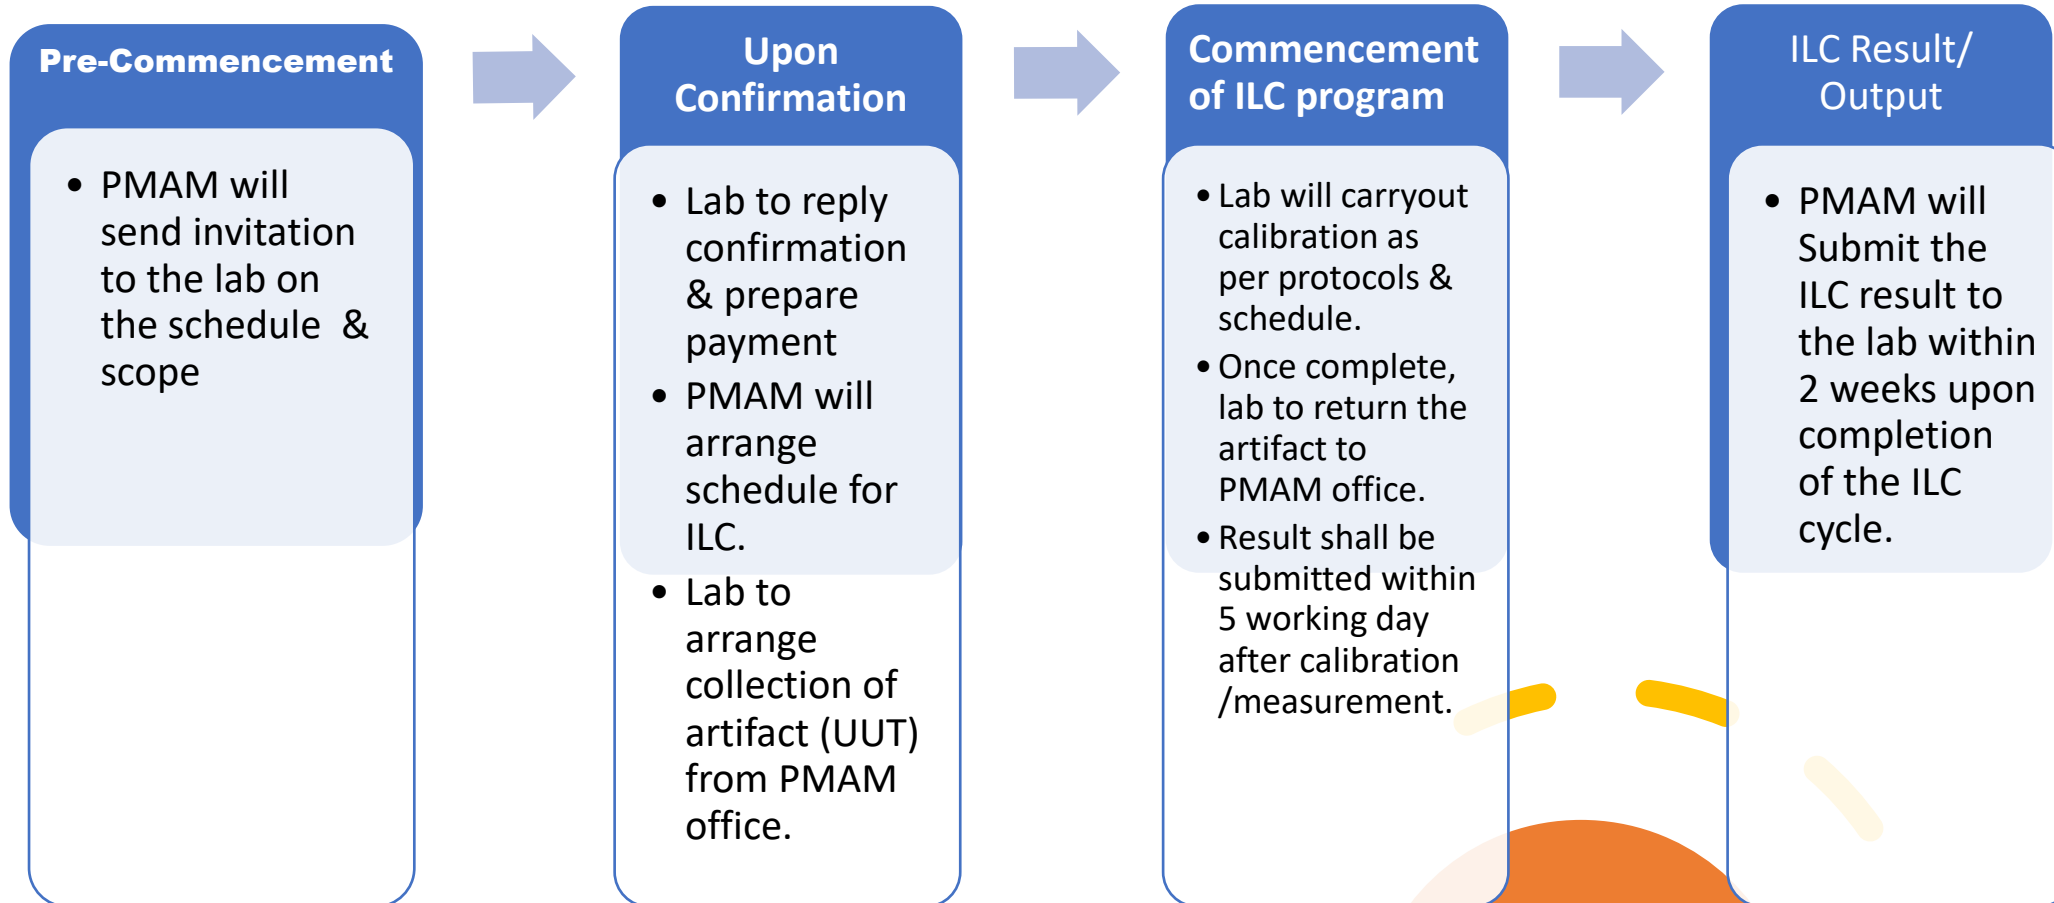 Pre-Commencement
• PMAM will
send invitation
to the lab on
the schedule &
scope
Upon
Confirmation
• Lab to reply
confirmation
& prepare
payment
• PMAM will
arrange
schedule for
ILC.
• Lab to
arrange
collection of
artifact (UUT)
from PMAM
office.
Commencement
of ILC program
• Lab will carryout
calibration as
per protocols &
schedule.
• Once complete,
lab to return the
artifact to
PMAM office.
• Result shall be
submitted within
5 working day
after calibration
/measurement.
ILC Result/
Output
• PMAM will
Submit the
ILC result to
the lab within
2 weeks upon
completion
of the ILC
cycle.